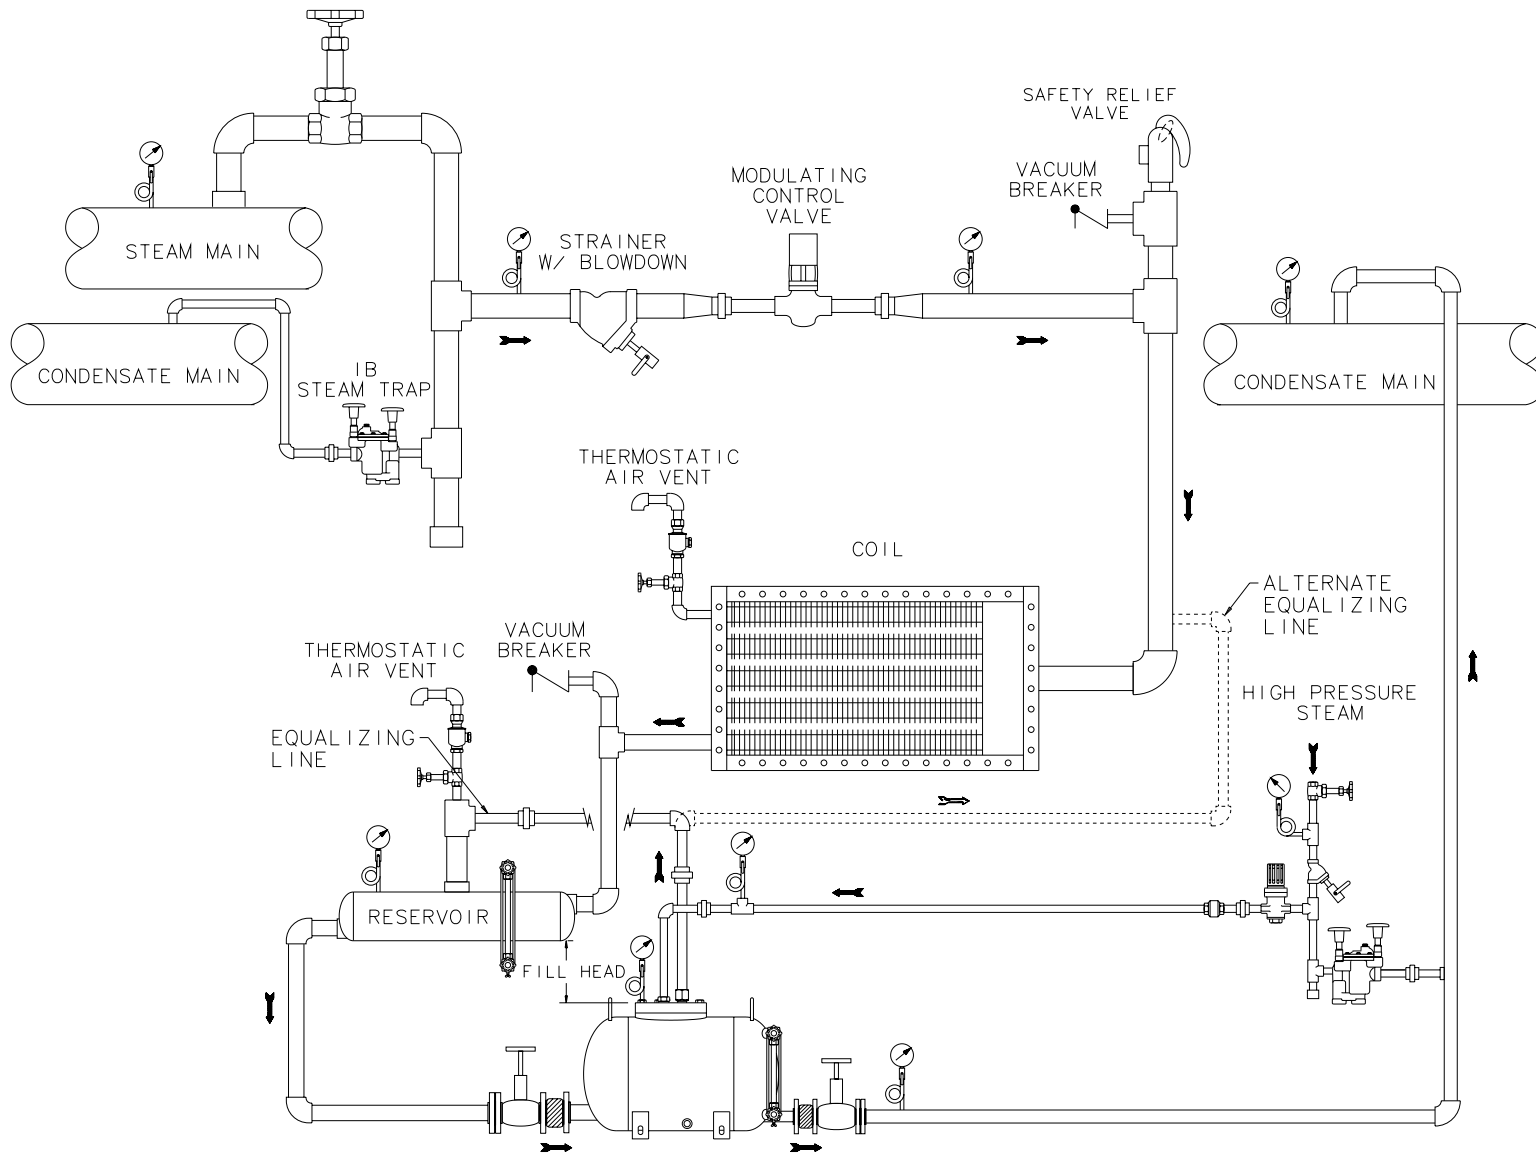 SAFETY RELIEF
VALVE
VACUUM
BREAKER
MODULATING
CONTROL
VALVE
STRAINER
W/ BLOWDOWN
STEAM MAIN
CONDENSATE MAIN
IB
STEAM TRAP
CONDENSATE MAIN
THERMOSTATIC
AIR VENT
COIL
ALTERNATE
EQUALIZING
LINE
VACUUM
BREAKER
THERMOSTATIC
AIR VENT
HIGH PRESSURE
STEAM
EQUALIZING
LINE
RESERVOIR
FILL HEAD